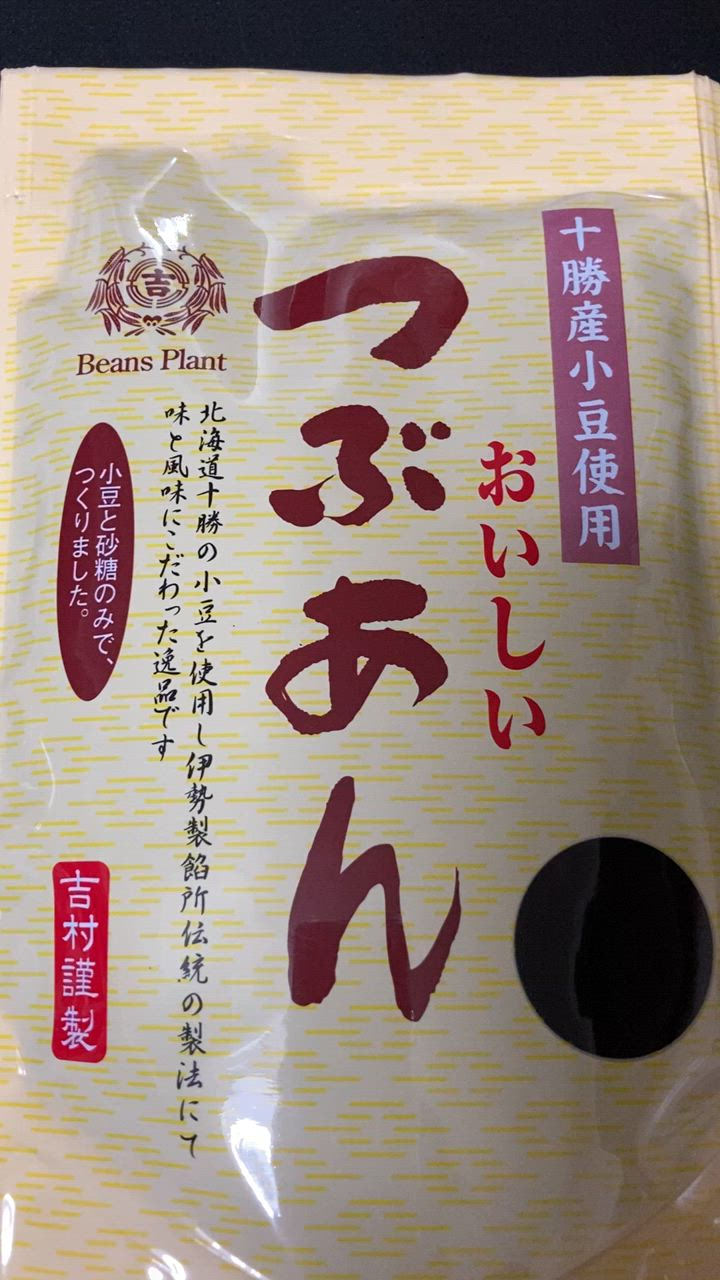 十勝産小豆使用
おいしい
つぶあん
吉
Beans Plant
北海道十勝の小豆を使用し伊勢製餡所伝統の製法にて
味と風味にこだわった逸品です
小豆と砂糖のみで、
つくりました。
吉村謹製